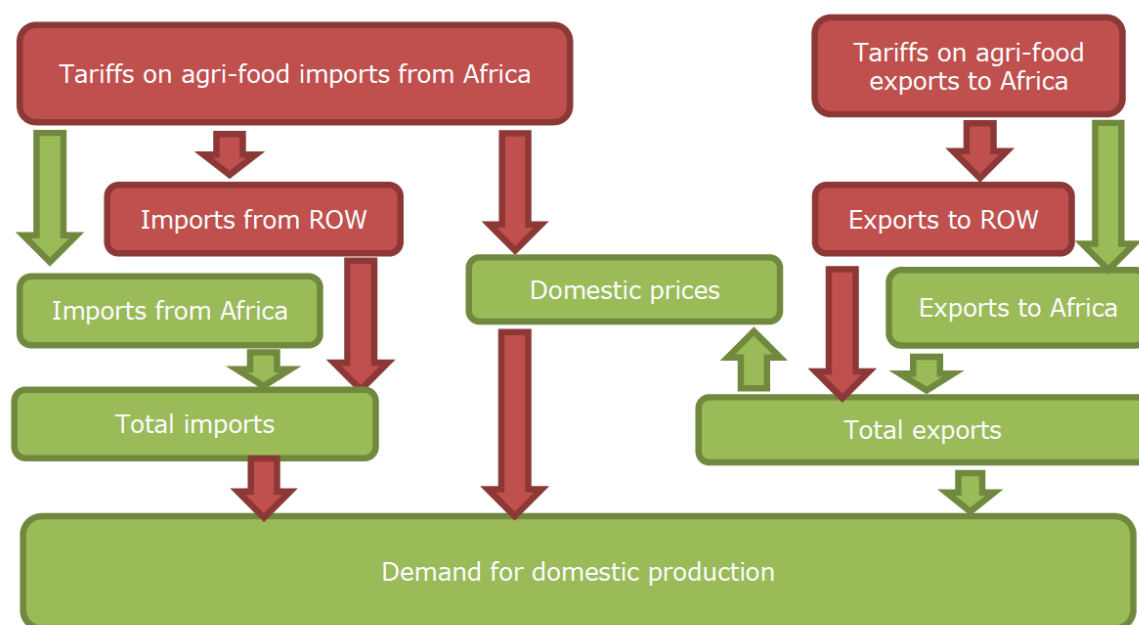 Tariffs on agri-food imports from Africa
Tariffs on agri-food
exports to Africa
Imports from ROW
Exports to ROW
Imports from Africa
Domestic prices
Exports to Africa
Total imports
Total exports
Demand for domestic production